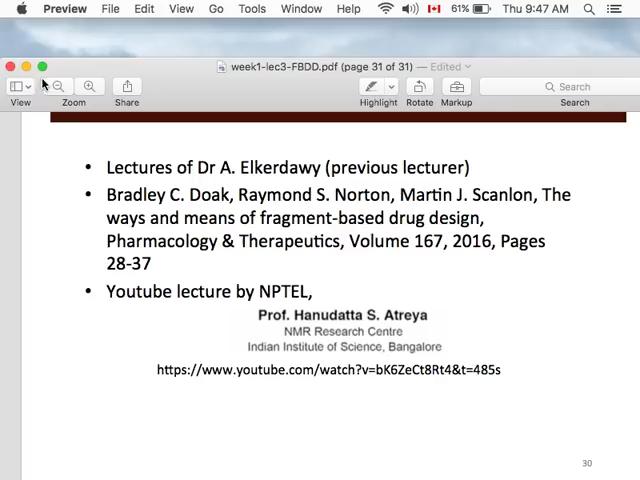 Preview File Edit View Go Tools Window Help 61% Thu 9:47 AM
week1-lec3-FBDD.pdf (page 31 of 31) — Edited
Search
View Zoom Share Highlight Rotate Markup Search
• Lectures of Dr A. Elkerdawy (previous lecturer)
• Bradley C. Doak, Raymond S. Norton, Martin J. Scanlon, The
ways and means of fragment-based drug design,
Pharmacology & Therapeutics, Volume 167, 2016, Pages
28-37
• Youtube lecture by NPTEL,
Prof. Hanudatta S. Atreya
NMR Research Centre
Indian Institute of Science, Bangalore
https://www.youtube.com/watch?v=bK6ZeCt8Rt4&t=485s
30